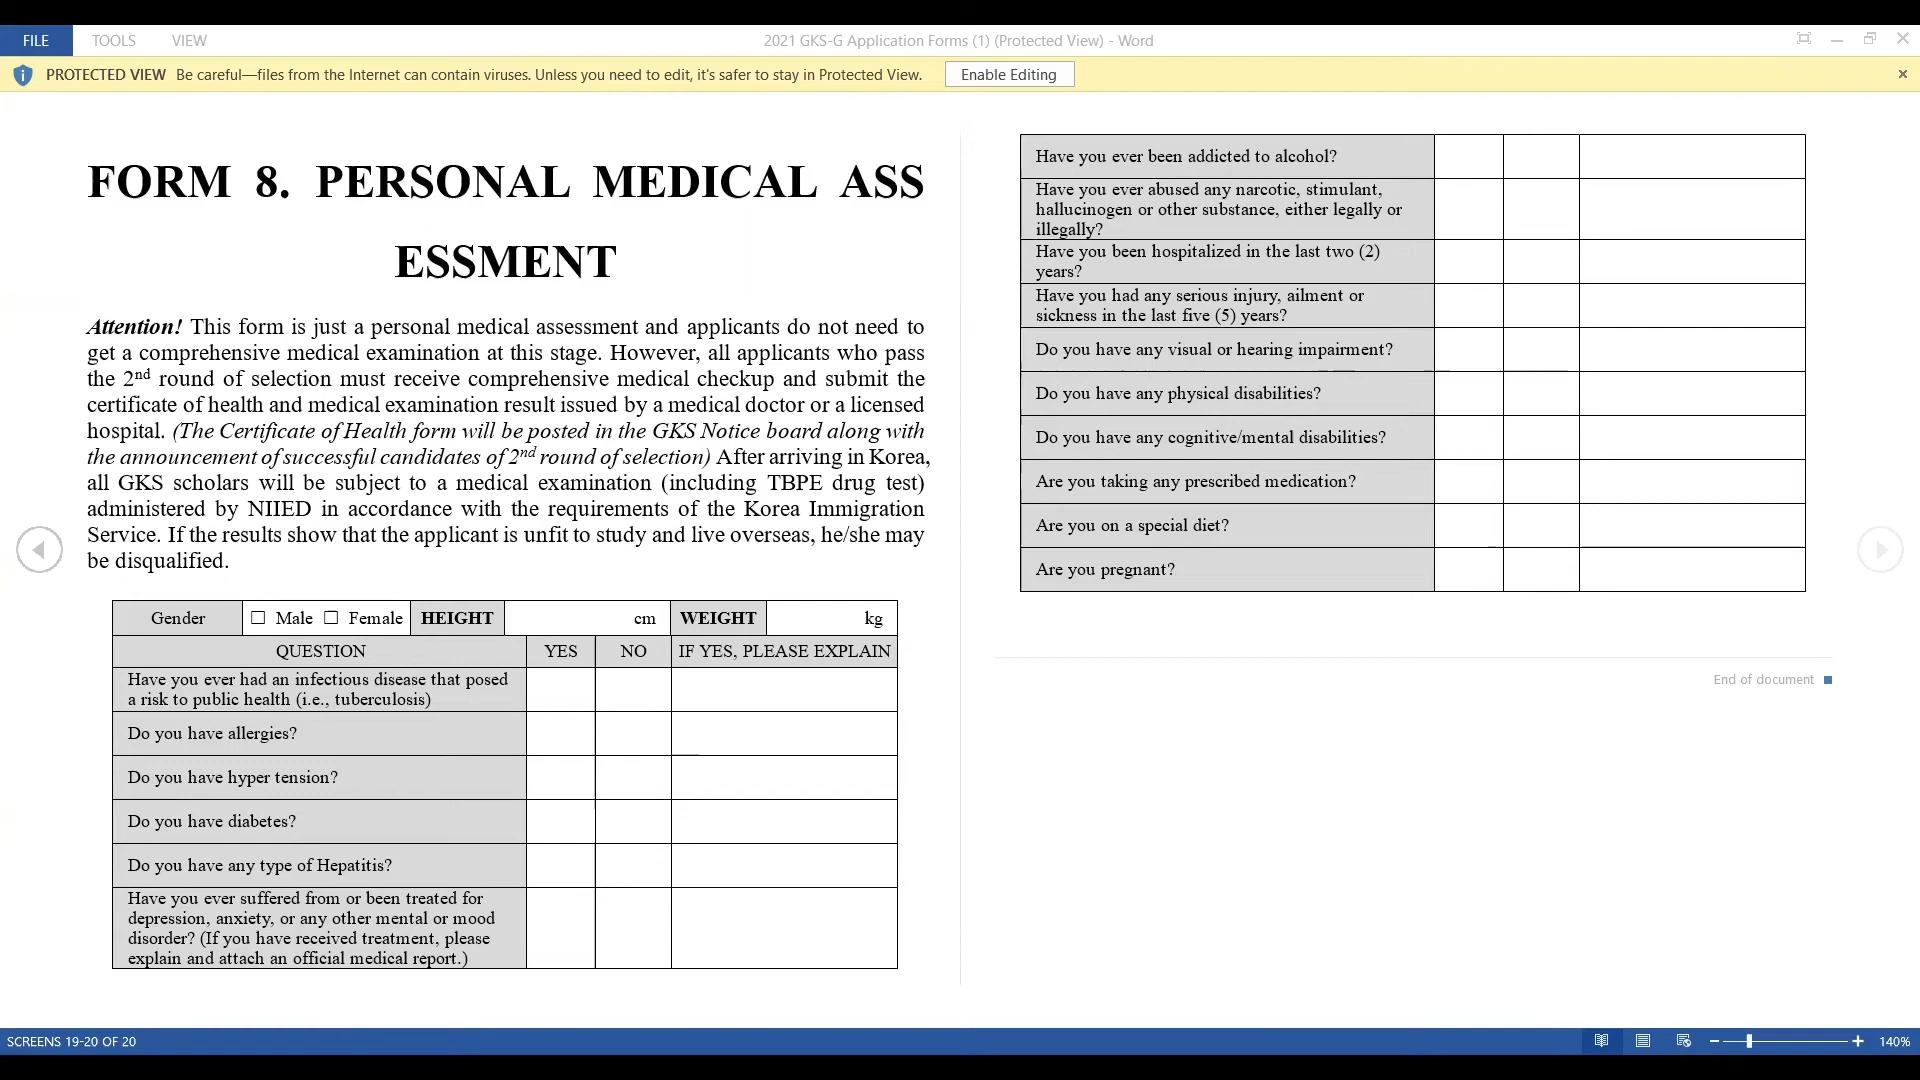 FILE TOOLS VIEW 2021 GKS-G Application Forms (1) (Protected View) - Word
PROTECTED VIEW Be careful—files from the Internet can contain viruses. Unless you need to edit, it's safer to stay in Protected View. Enable Editing
FORM 8. PERSONAL MEDICAL ASS
ESSMENT
Attention! This form is just a personal medical assessment and applicants do not need to
get a comprehensive medical examination at this stage. However, all applicants who pass
the 2nd round of selection must receive comprehensive medical checkup and submit the
certificate of health and medical examination result issued by a medical doctor or a licensed
hospital. (The Certificate of Health form will be posted in the GKS Notice board along with
the announcement of successful candidates of 2nd round of selection) After arriving in Korea,
all GKS scholars will be subject to a medical examination (including TBPE drug test)
administered by NIIED in accordance with the requirements of the Korea Immigration
Service. If the results show that the applicant is unfit to study and live overseas, he/she may
be disqualified.
Gender ☐ Male ☐ Female HEIGHT cm WEIGHT kg
QUESTION YES NO IF YES, PLEASE EXPLAIN
Have you ever had an infectious disease that posed
a risk to public health (i.e., tuberculosis)
Do you have allergies?
Do you have hyper tension?
Do you have diabetes?
Do you have any type of Hepatitis?
Have you ever suffered from or been treated for
depression, anxiety, or any other mental or mood
disorder? (If you have received treatment, please
explain and attach an official medical report.)
Have you ever been addicted to alcohol?
Have you ever abused any narcotic, stimulant,
hallucinogen or other substance, either legally or
illegally?
Have you been hospitalized in the last two (2)
years?
Have you had any serious injury, ailment or
sickness in the last five (5) years?
Do you have any visual or hearing impairment?
Do you have any physical disabilities?
Do you have any cognitive/mental disabilities?
Are you taking any prescribed medication?
Are you on a special diet?
Are you pregnant?
End of document
SCREENS 19-20 OF 20 140%